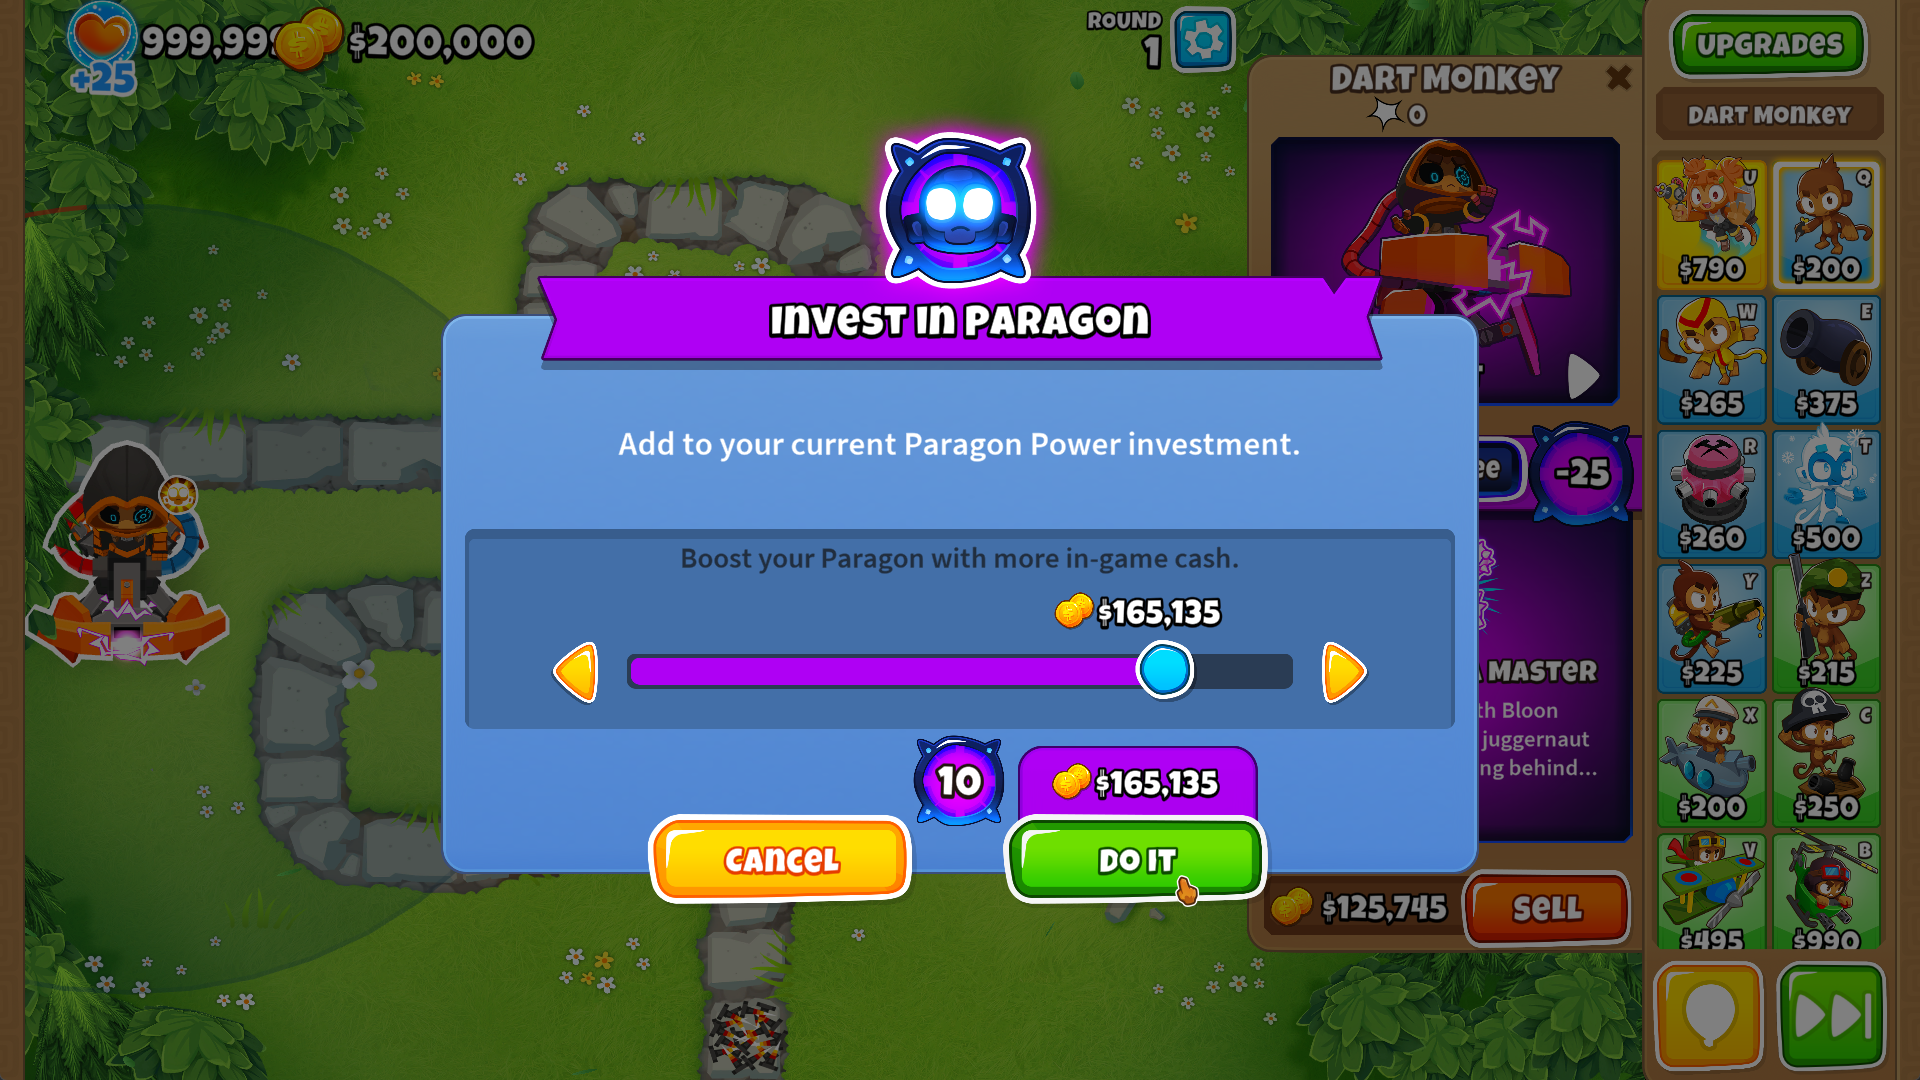 999,99
+25
$200,000
ROUND
1
DART MONKEY
0
UPGRADES
DART MONKEY
U
$790
Q
$200
W
$265
E
$375
R
$260
T
$500
Y
$225
Z
$215
X
$200
C
$250
V
$495
B
$990
INVEST IN PARAGON
Add to your current Paragon Power investment.
Boost your Paragon with more in-game cash.
$165,135
10
$165,135
CANCEL
DO IT
ee
-25
MASTER
th Bloon
juggernaut
ng behind...
$125,745
SELL